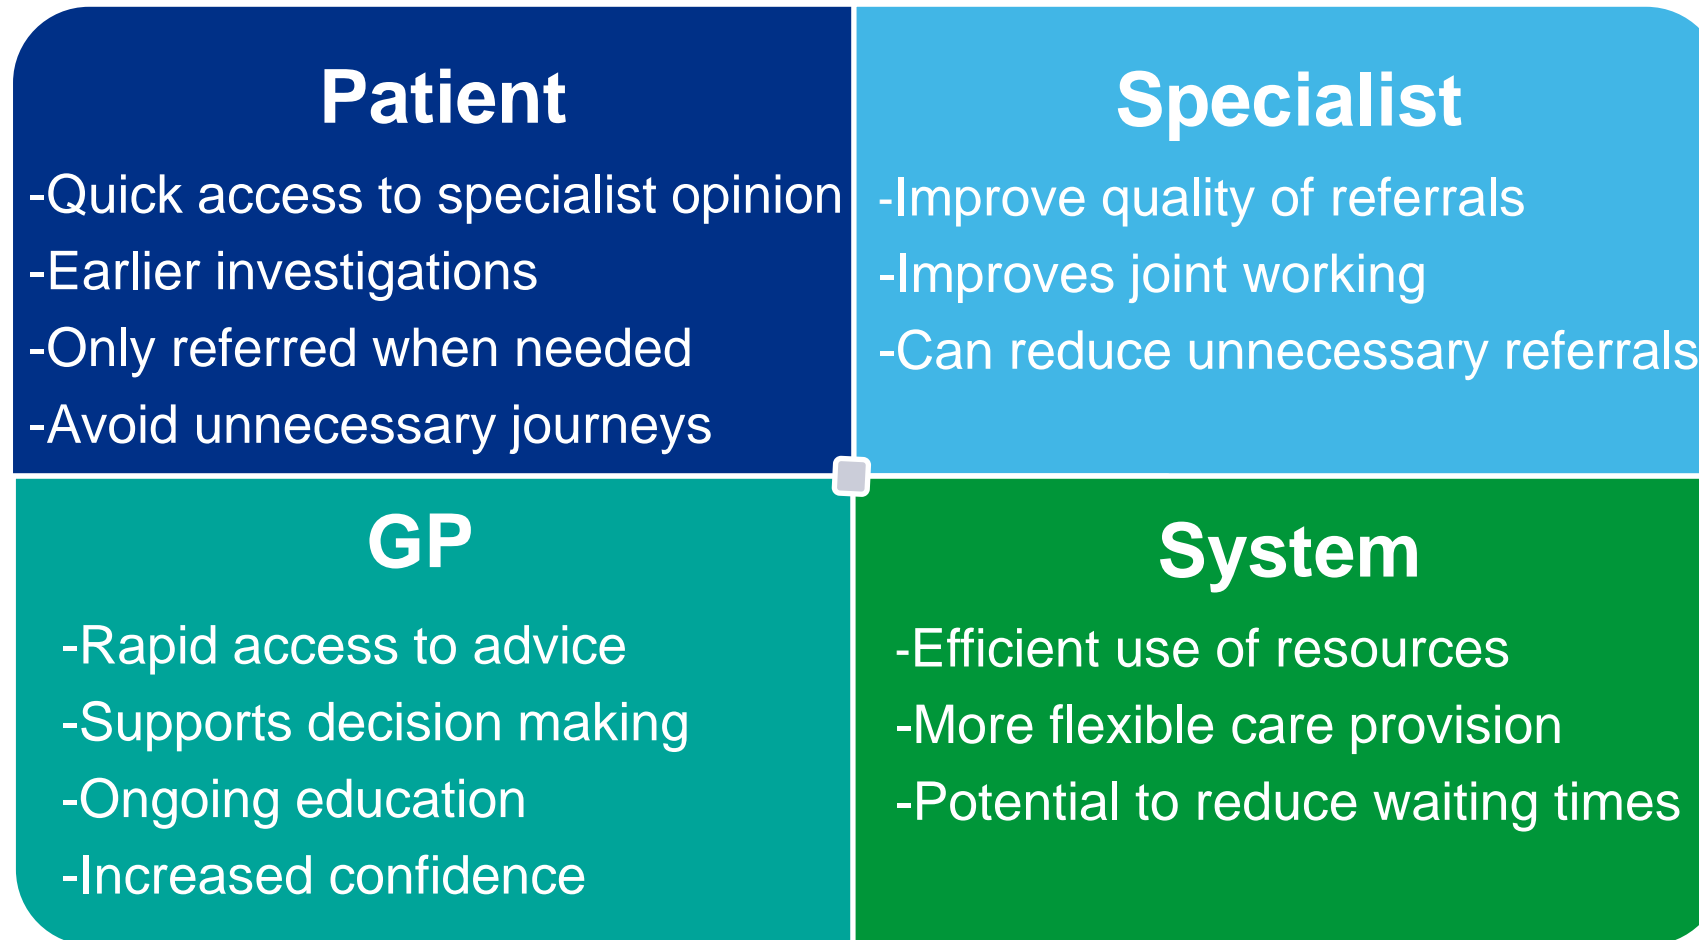 Patient
-Quick access to specialist opinion
-Earlier investigations
-Only referred when needed
-Avoid unnecessary journeys
Specialist
-Improve quality of referrals
-Improves joint working
-Can reduce unnecessary referrals
GP
-Rapid access to advice
-Supports decision making
-Ongoing education
-Increased confidence
System
-Efficient use of resources
-More flexible care provision
-Potential to reduce waiting times